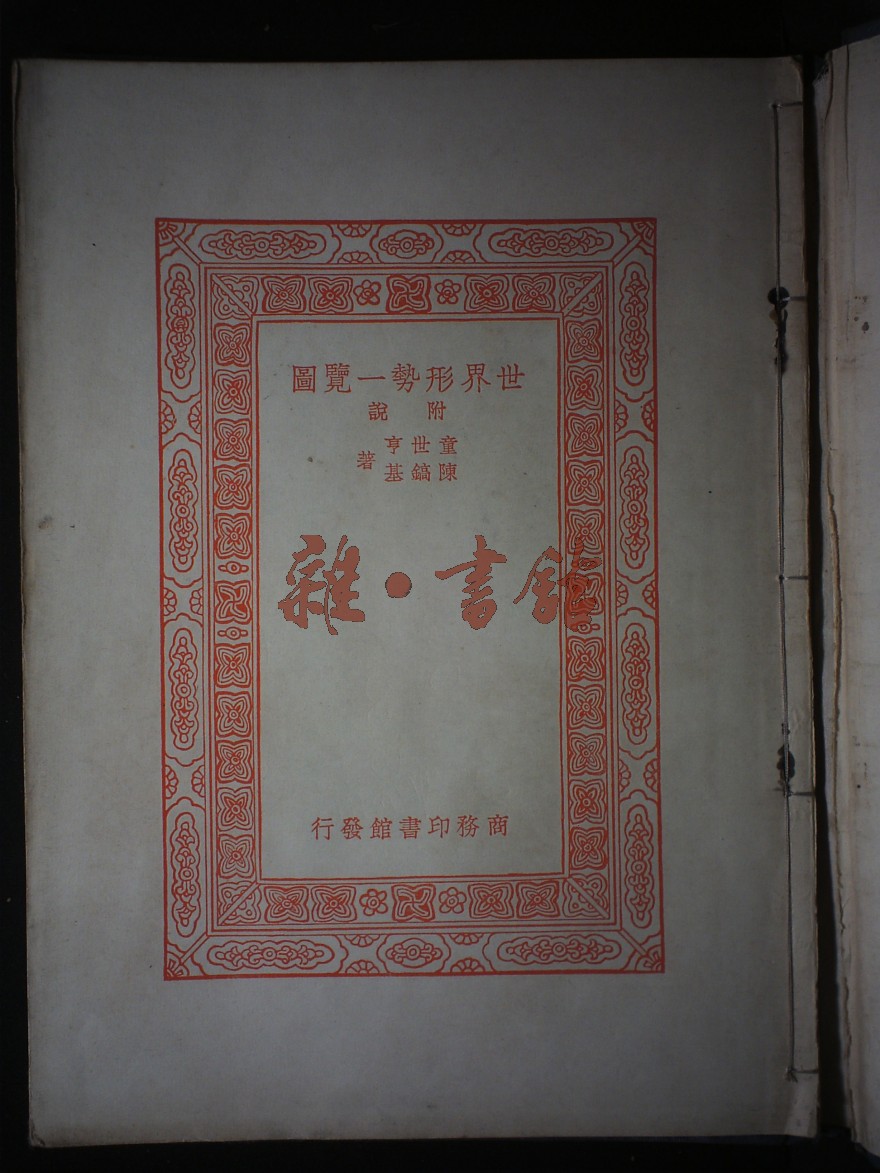 世界形勢一覽圖
附說
童世亨
陳鎬基
著
雜·書館
商務印書館發行